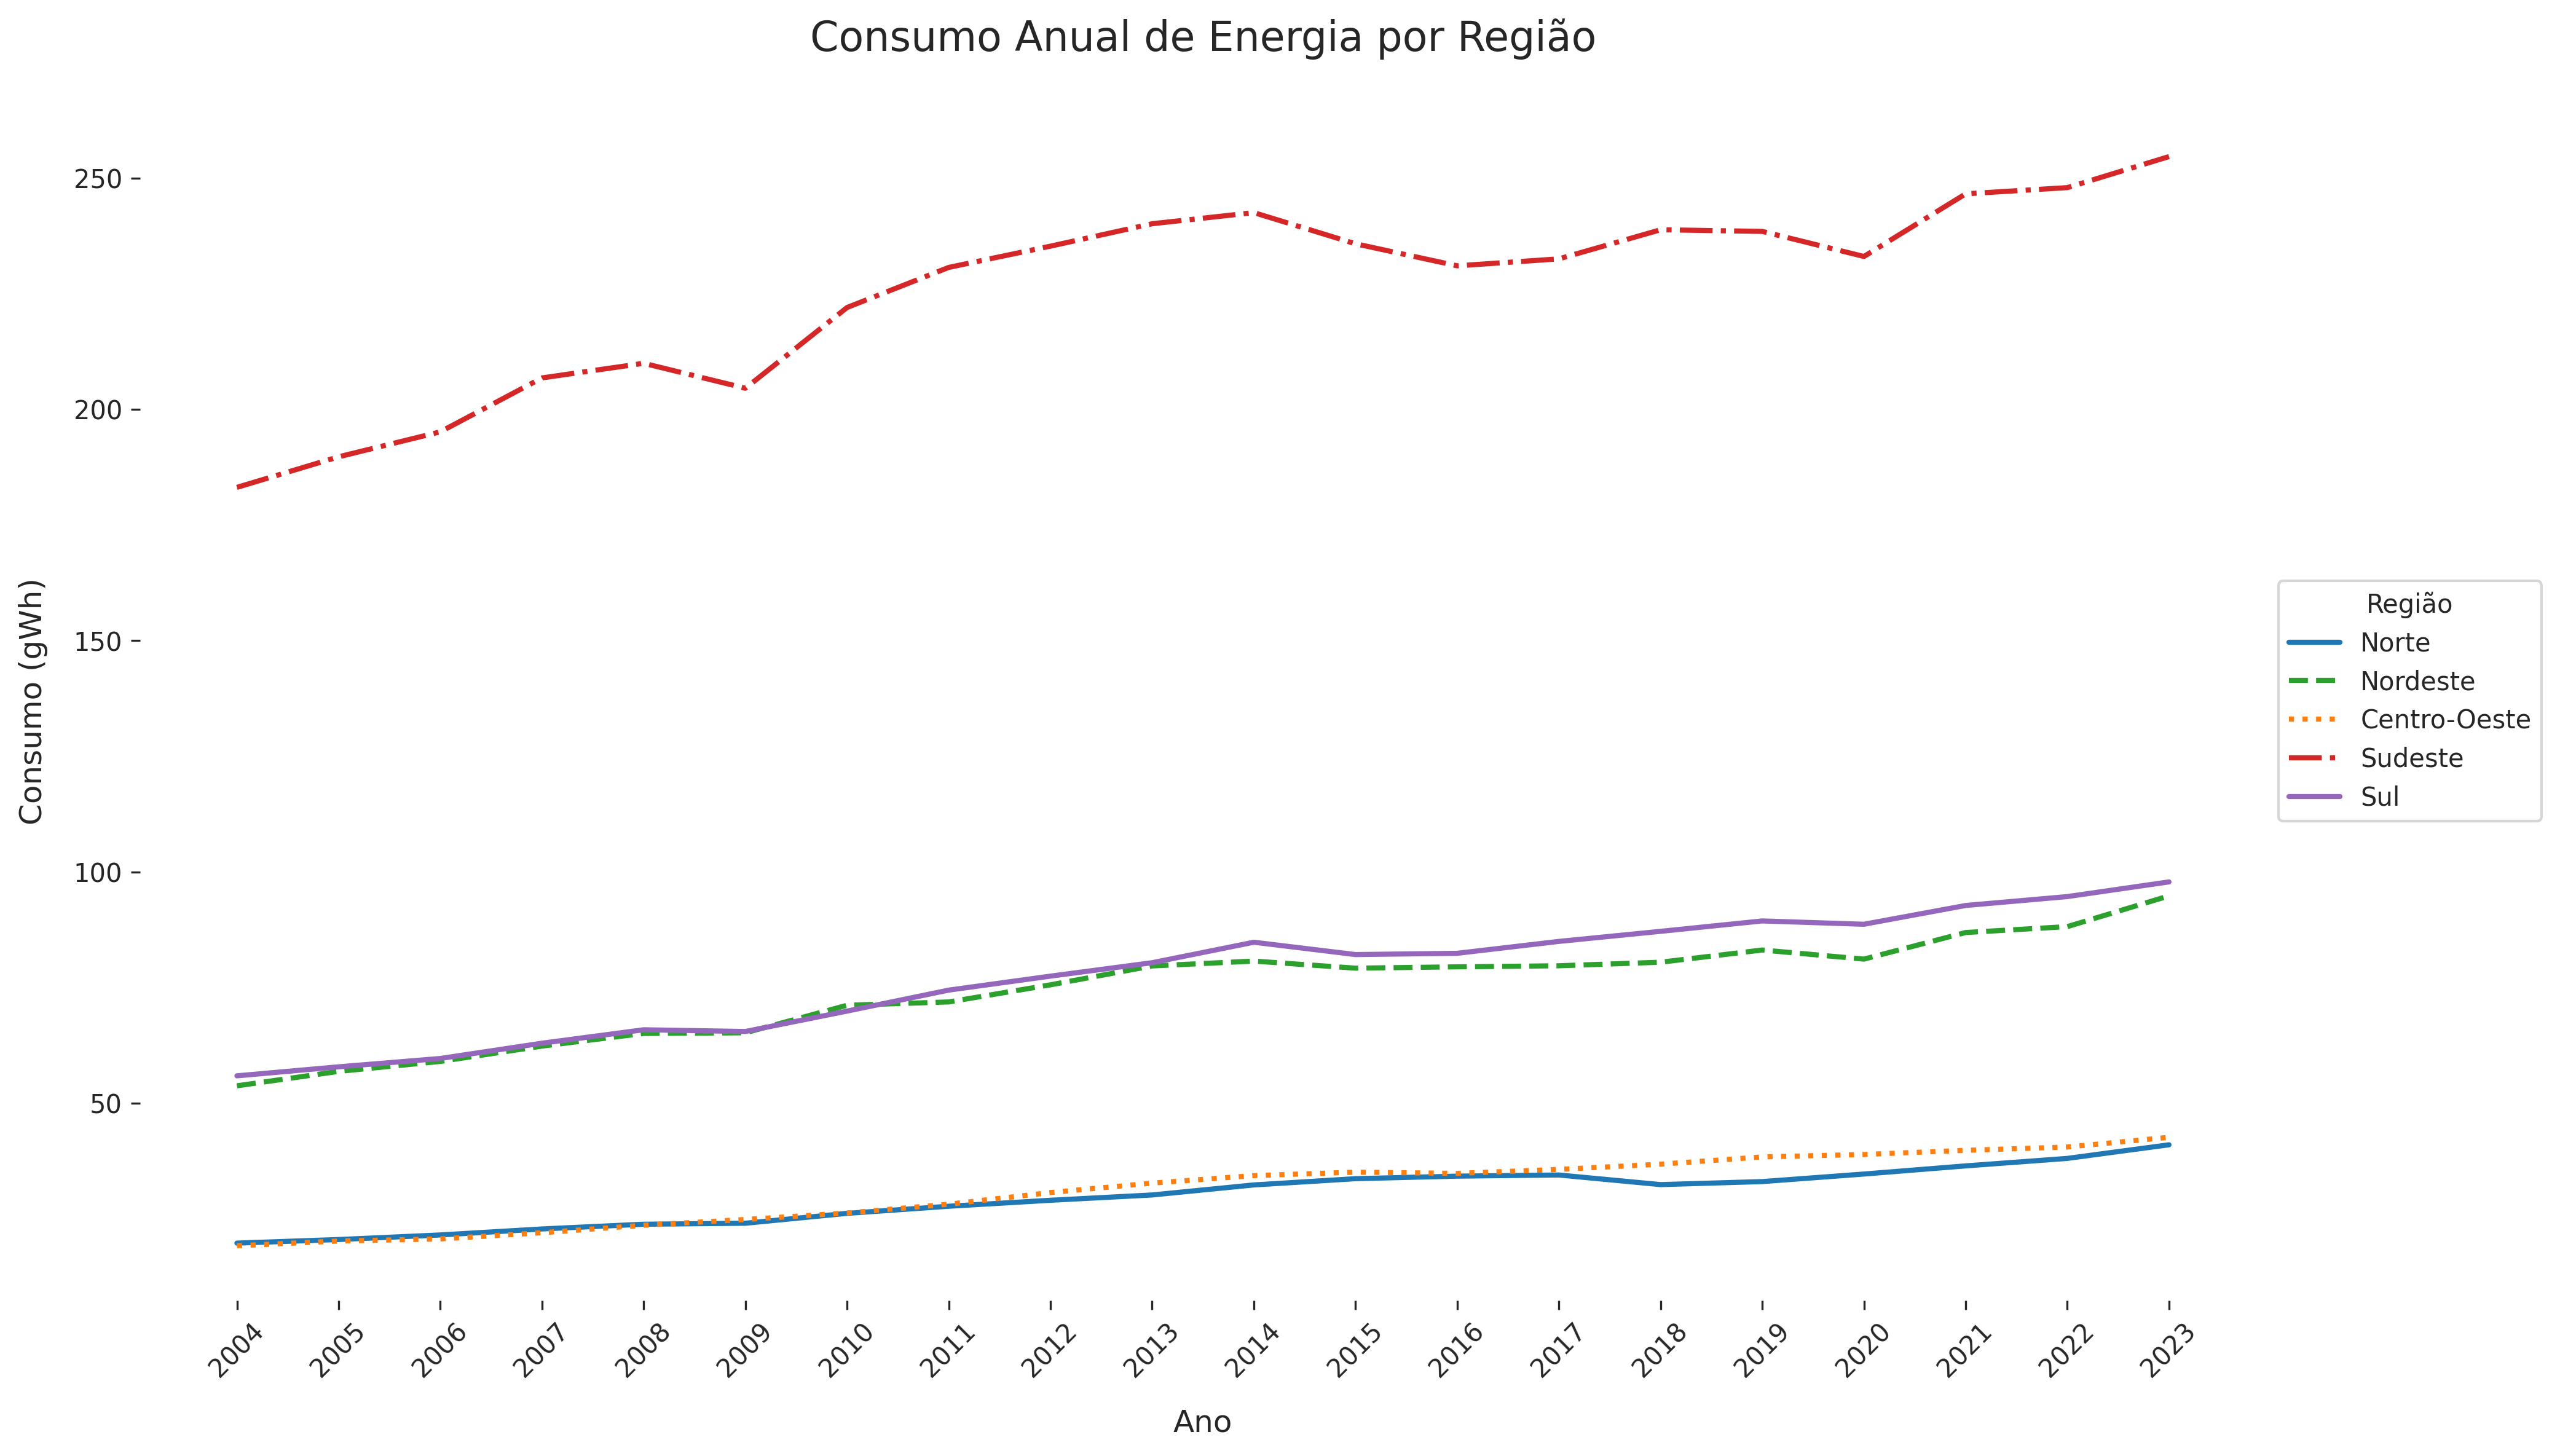 Consumo Anual de Energia por Região
Consumo (gWh)
250
200
150
100
50
2004
2005
2006
2007
2008
2009
2010
2011
2012
2013
2014
2015
2016
2017
2018
2019
2020
2021
2022
2023
Ano
Região
Norte
Nordeste
Centro-Oeste
Sudeste
Sul